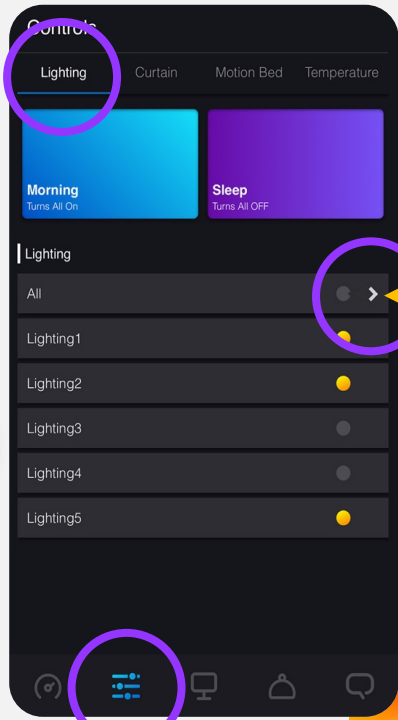 Controls
Lighting Curtain Motion Bed Temperature
Morning
Turns All On
Sleep
Turns All OFF
Lighting
All
Lighting1
Lighting2
Lighting3
Lighting4
Lighting5